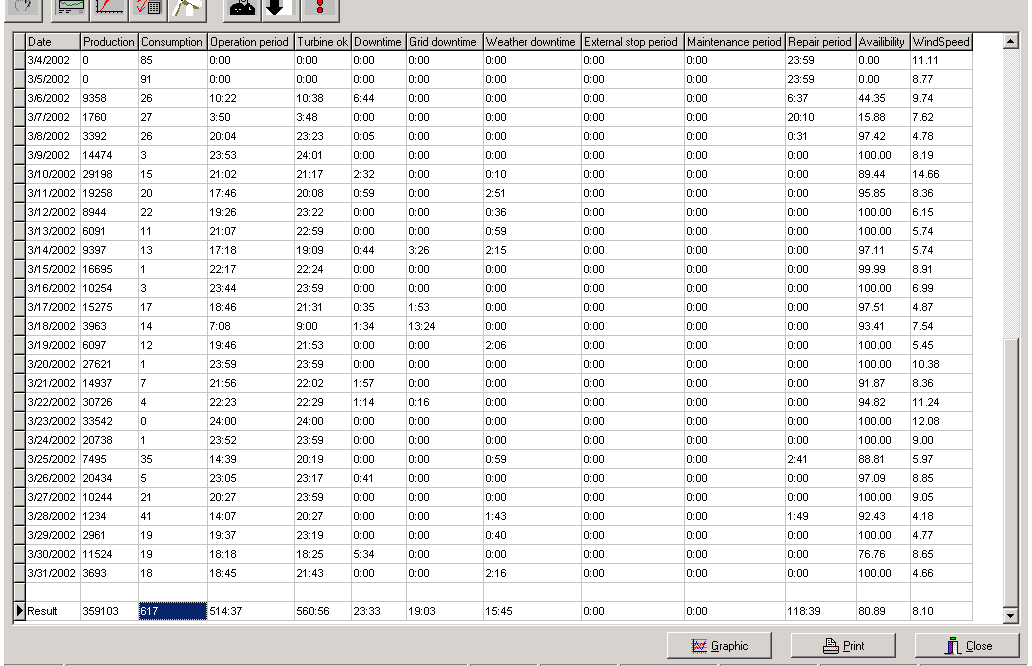 Date Production Consumption Operation period Turbine ok Downtime Grid downtime Weather downtime External stop period Maintenance period Repair period Availibility WindSpeed
3/4/2002 0 85 0:00 0:00 0:00 0:00 0:00 0:00 0:00 23:59 0.00 11.11
3/5/2002 0 91 0:00 0:00 0:00 0:00 0:00 0:00 0:00 23:59 0.00 8.77
3/6/2002 9358 26 10:22 10:38 6:44 0:00 0:00 0:00 0:00 6:37 44.35 9.74
3/7/2002 1760 27 3:50 3:48 0:00 0:00 0:00 0:00 0:00 20:10 15.88 7.62
3/8/2002 3392 26 20:04 23:23 0:05 0:00 0:00 0:00 0:00 0:31 97.42 4.78
3/9/2002 14474 3 23:53 24:01 0:00 0:00 0:00 0:00 0:00 0:00 100.00 8.19
3/10/2002 29198 15 21:02 21:17 2:32 0:00 0:10 0:00 0:00 0:00 89.44 14.66
3/11/2002 19258 20 17:46 20:08 0:59 0:00 2:51 0:00 0:00 0:00 95.85 8.36
3/12/2002 8944 22 19:26 23:22 0:00 0:00 0:36 0:00 0:00 0:00 100.00 6.15
3/13/2002 6091 11 21:07 22:59 0:00 0:00 0:59 0:00 0:00 0:00 100.00 5.74
3/14/2002 9397 13 17:18 19:09 0:44 3:26 2:15 0:00 0:00 0:00 97.11 5.74
3/15/2002 16695 1 22:17 22:24 0:00 0:00 0:00 0:00 0:00 0:00 99.99 8.91
3/16/2002 10254 3 23:44 23:59 0:00 0:00 0:00 0:00 0:00 0:00 100.00 6.99
3/17/2002 15275 17 18:46 21:31 0:35 1:53 0:00 0:00 0:00 0:00 97.51 4.87
3/18/2002 3963 14 7:08 9:00 1:34 13:24 0:00 0:00 0:00 0:00 93.41 7.54
3/19/2002 6097 12 19:46 21:53 0:00 0:00 2:06 0:00 0:00 0:00 100.00 5.45
3/20/2002 27621 1 23:59 23:59 0:00 0:00 0:00 0:00 0:00 0:00 100.00 10.38
3/21/2002 14937 7 21:56 22:02 1:57 0:00 0:00 0:00 0:00 0:00 91.87 8.36
3/22/2002 30726 4 22:23 22:29 1:14 0:16 0:00 0:00 0:00 0:00 94.82 11.24
3/23/2002 33542 0 24:00 24:00 0:00 0:00 0:00 0:00 0:00 0:00 100.00 12.08
3/24/2002 20738 1 23:52 23:59 0:00 0:00 0:00 0:00 0:00 0:00 100.00 9.00
3/25/2002 7495 35 14:39 20:19 0:00 0:00 0:59 0:00 0:00 2:41 88.81 5.97
3/26/2002 20434 5 23:05 23:17 0:41 0:00 0:00 0:00 0:00 0:00 97.09 8.85
3/27/2002 10244 21 20:27 23:59 0:00 0:00 0:00 0:00 0:00 0:00 100.00 9.05
3/28/2002 1234 41 14:07 20:27 0:00 0:00 1:43 0:00 0:00 1:49 92.43 4.18
3/29/2002 2961 19 19:37 23:19 0:00 0:00 0:40 0:00 0:00 0:00 100.00 4.77
3/30/2002 11524 19 18:18 18:25 5:34 0:00 0:00 0:00 0:00 0:00 76.76 8.65
3/31/2002 3693 18 18:45 21:43 0:00 0:00 2:16 0:00 0:00 0:00 100.00 4.66
Result 359103 617 514:37 560:56 23:33 19:03 15:45 0:00 0:00 118:39 80.89 8.10
Graphic Print Close